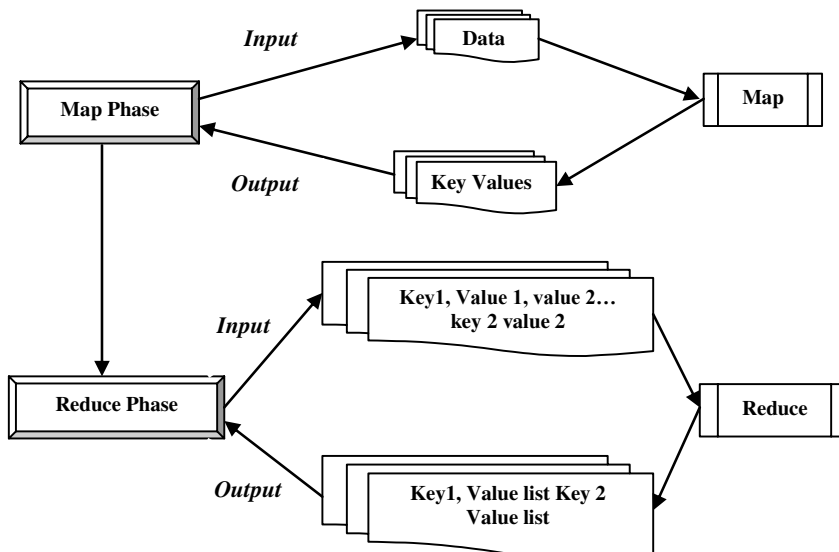 Input
Data
Map Phase
Map
Output
Key Values
Key1, Value 1, value 2…
key 2 value 2
Input
Reduce Phase
Reduce
Output
Key1, Value list Key 2
Value list